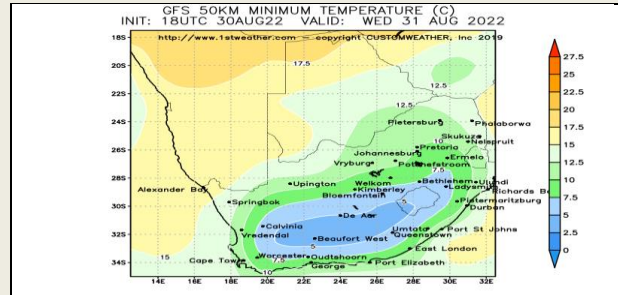 GFS 50KM MINIMUM TEMPERATURE (C)
INIT: 18UTC 30AUG22 VALID: WED 31 AUG 2022
http://www.1stweather.com — copyright CUSTOMWEATHER, Inc 2019
18S
20S
22S
24S
26S
28S
30S
32S
34S
14E 16E 18E 20E 22E 24E 26E 28E 30E 32E
17.5
12.5
12.5
Pietersburg
Phalaborwa
Skukuza
10
Nelspruit
Pretoria
Johannesburg
Ermelo
Vryburg
Potchefstroom
7.5
Welkom
Bethlehem
Ulundi
Alexander Bay
Upington
Kimberley
Ladysmith
Bloemfontein
Richards Ba
Springbok
5
Pietermaritzburg
De Aar
Durban
Calvinia
Umtata
Port St Johns
Vredendal
Beaufort West
Queenstown
5
East London
15
Cape Town
Worcester
7.5
Oudtshoorn
George
Port Elizabeth
10
27.5
25
22.5
20
17.5
15
12.5
10
7.5
5
2.5
0